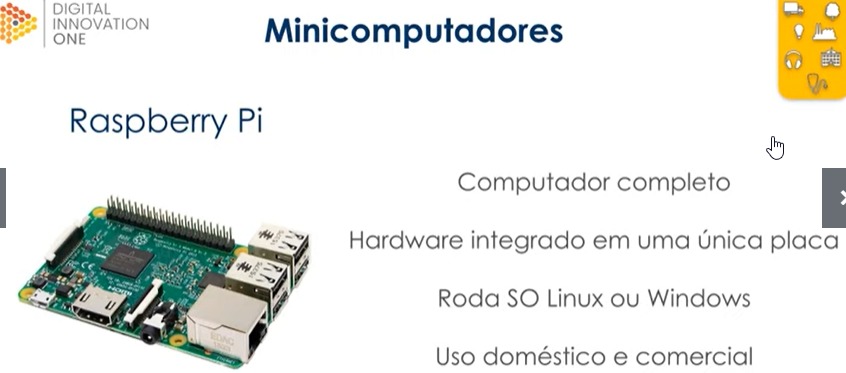 DIGITAL
INNOVATION
ONE
Minicomputadores
Raspberry Pi
Computador completo
Hardware integrado em uma única placa
Roda SO Linux ou Windows
Uso doméstico e comercial